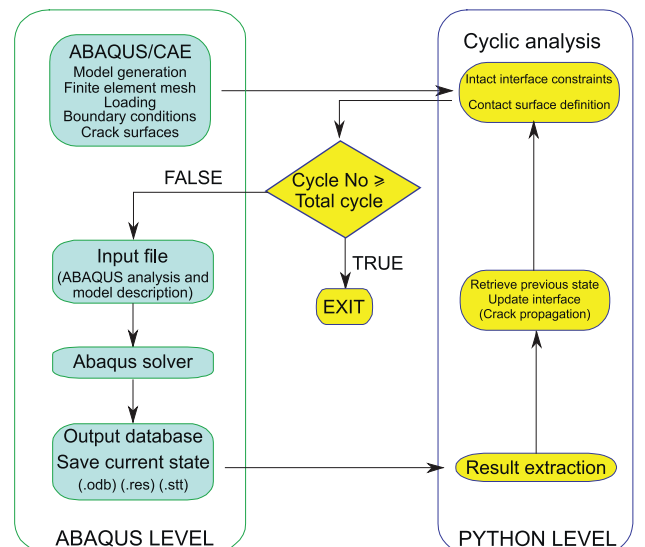 ABAQUS/CAE
Model generation
Finite element mesh
Loading
Boundary conditions
Crack surfaces
Cyclic analysis
Intact interface constraints
Contact surface definition
Cycle No ⩾
Total cycle
FALSE
TRUE
EXIT
Input file
(ABAQUS analysis and
model description)
Abaqus solver
Output database
Save current state
(.odb) (.res) (.stt)
Retrieve previous state
Update interface
(Crack propagation)
Result extraction
ABAQUS LEVEL
PYTHON LEVEL